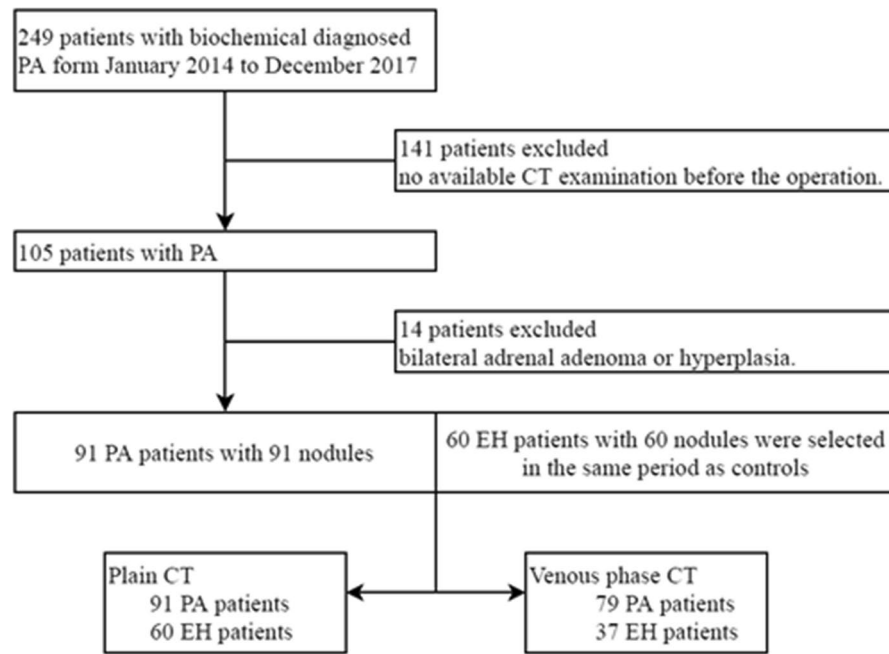 249 patients with biochemical diagnosed
PA form January 2014 to December 2017
141 patients excluded
no available CT examination before the operation.
105 patients with PA
14 patients excluded
bilateral adrenal adenoma or hyperplasia.
91 PA patients with 91 nodules
60 EH patients with 60 nodules were selected
in the same period as controls
Plain CT
91 PA patients
60 EH patients
Venous phase CT
79 PA patients
37 EH patients